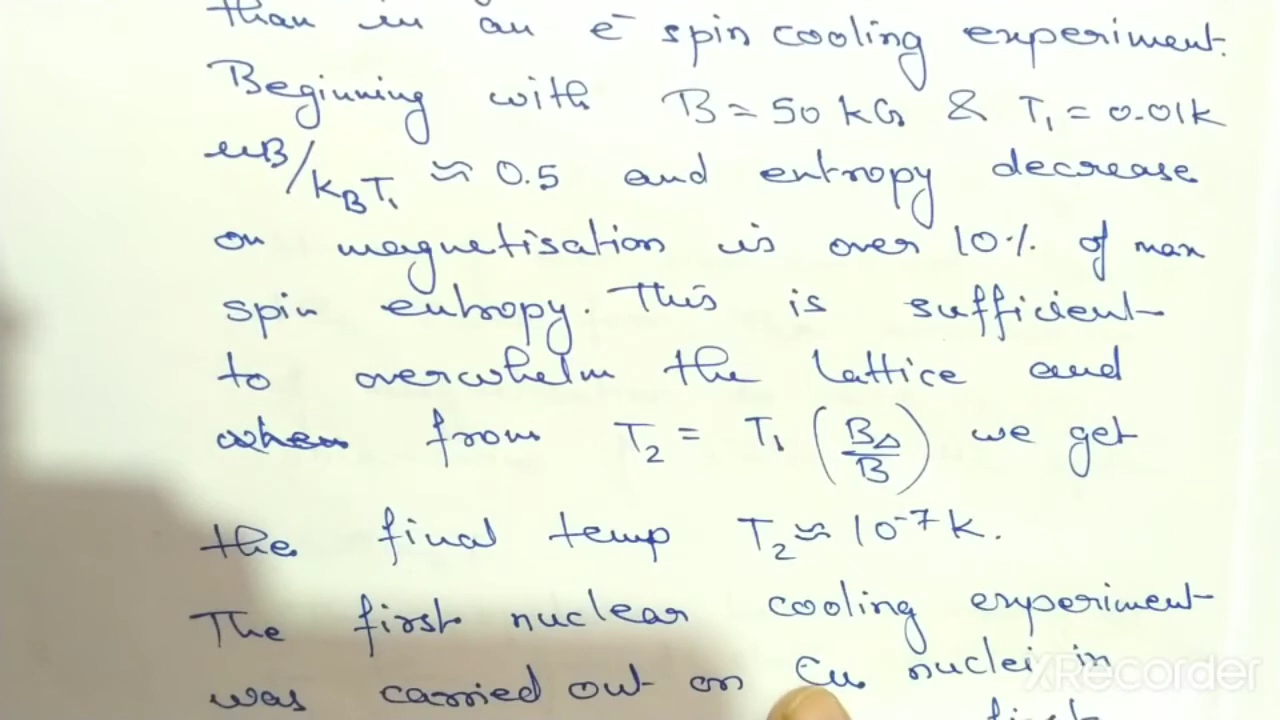 than in an e⁻ spin cooling experiment.
Beginning with B = 50 kG & T₁ = 0.01K
μB/k_BT₁ ≈ 0.5 and entropy decrease
on magnetisation is over 10% of max
spin entropy. This is sufficient
to overwhelm the lattice and
from T₂ = T₁ (B_Δ/B) we get
the final temp T₂ ≈ 10⁻⁷ K.
The first nuclear cooling experiment
was carried out on Cu nuclei in
first
XRecorder